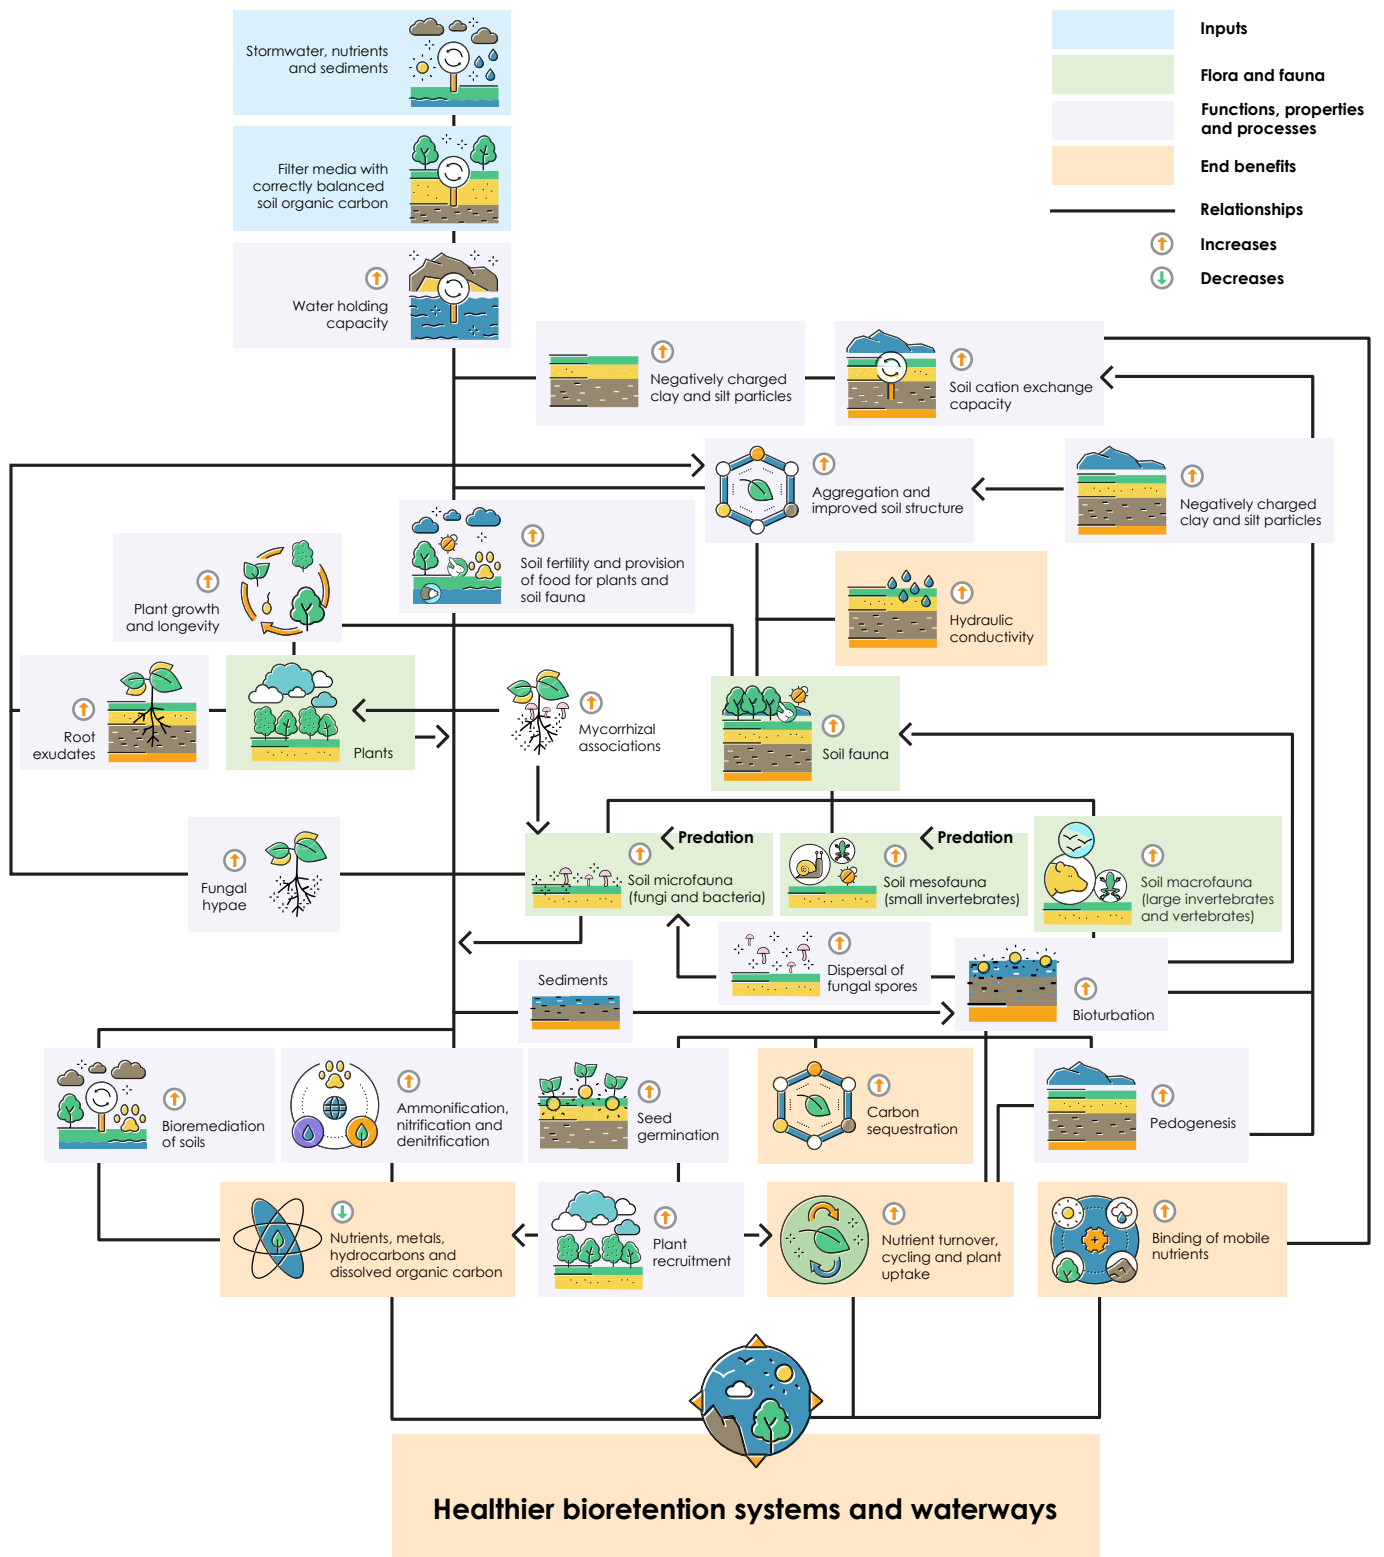 Stormwater, nutrients
and sediments
Inputs
Flora and fauna
Functions, properties
and processes
End benefits
Relationships
Increases
Decreases
Filter media with
correctly balanced
soil organic carbon
Water holding
capacity
Negatively charged
clay and silt particles
Soil cation exchange
capacity
Aggregation and
improved soil structure
Negatively charged
clay and silt particles
Soil fertility and provision
of food for plants and
soil fauna
Plant growth
and longevity
Hydraulic
conductivity
Root
exudates
Plants
Mycorrhizal
associations
Soil fauna
Fungal
hypae
Predation
Soil microfauna
(fungi and bacteria)
Predation
Soil mesofauna
(small invertebrates)
Soil macrofauna
(large invertebrates
and vertebrates)
Dispersal of
fungal spores
Sediments
Bioturbation
Bioremediation
of soils
Ammonification,
nitrification and
denitrification
Seed
germination
Carbon
sequestration
Pedogenesis
Nutrients, metals,
hydrocarbons and
dissolved organic carbon
Plant
recruitment
Nutrient turnover,
cycling and plant
uptake
Binding of mobile
nutrients
Healthier bioretention systems and waterways